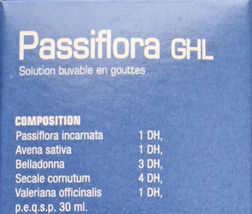 Passiflora GHL
Solution buvable en gouttes
COMPOSITION
Passiflora incarnata 1 DH,
Avena sativa 1 DH,
Belladonna 3 DH,
Secale cornutum 4 DH,
Valeriana officinalis 1 DH,
p.e.q.s.p. 30 ml.